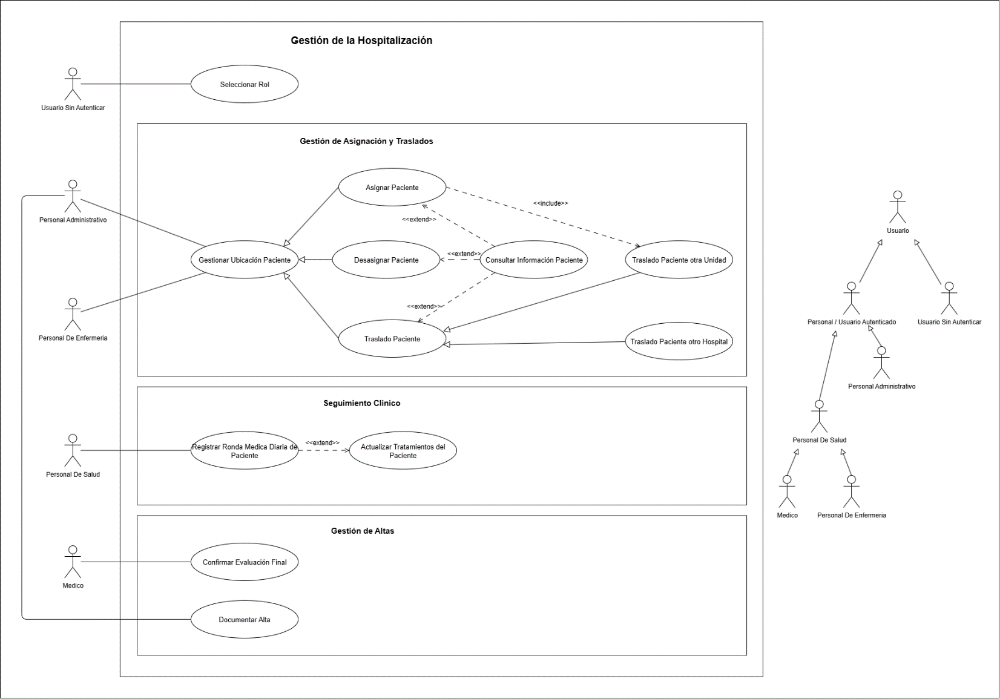 Gestión de la Hospitalización
Seleccionar Rol
Usuario Sin Autenticar
Gestión de Asignación y Traslados
Asignar Paciente
<<include>>
<<extend>>
Personal Administrativo
Gestionar Ubicación Paciente
Desasignar Paciente
<<extend>>
Consultar Información Paciente
Traslado Paciente otra Unidad
<<extend>>
Personal De Enfermeria
Traslado Paciente
Traslado Paciente otro Hospital
Seguimiento Clinico
Registrar Ronda Medica Diaria de
Paciente
<<extend>>
Actualizar Tratamientos del
Paciente
Personal De Salud
Gestión de Altas
Confirmar Evaluación Final
Medico
Documentar Alta
Usuario
Personal / Usuario Autenticado
Usuario Sin Autenticar
Personal Administrativo
Personal De Salud
Medico
Personal De Enfermeria